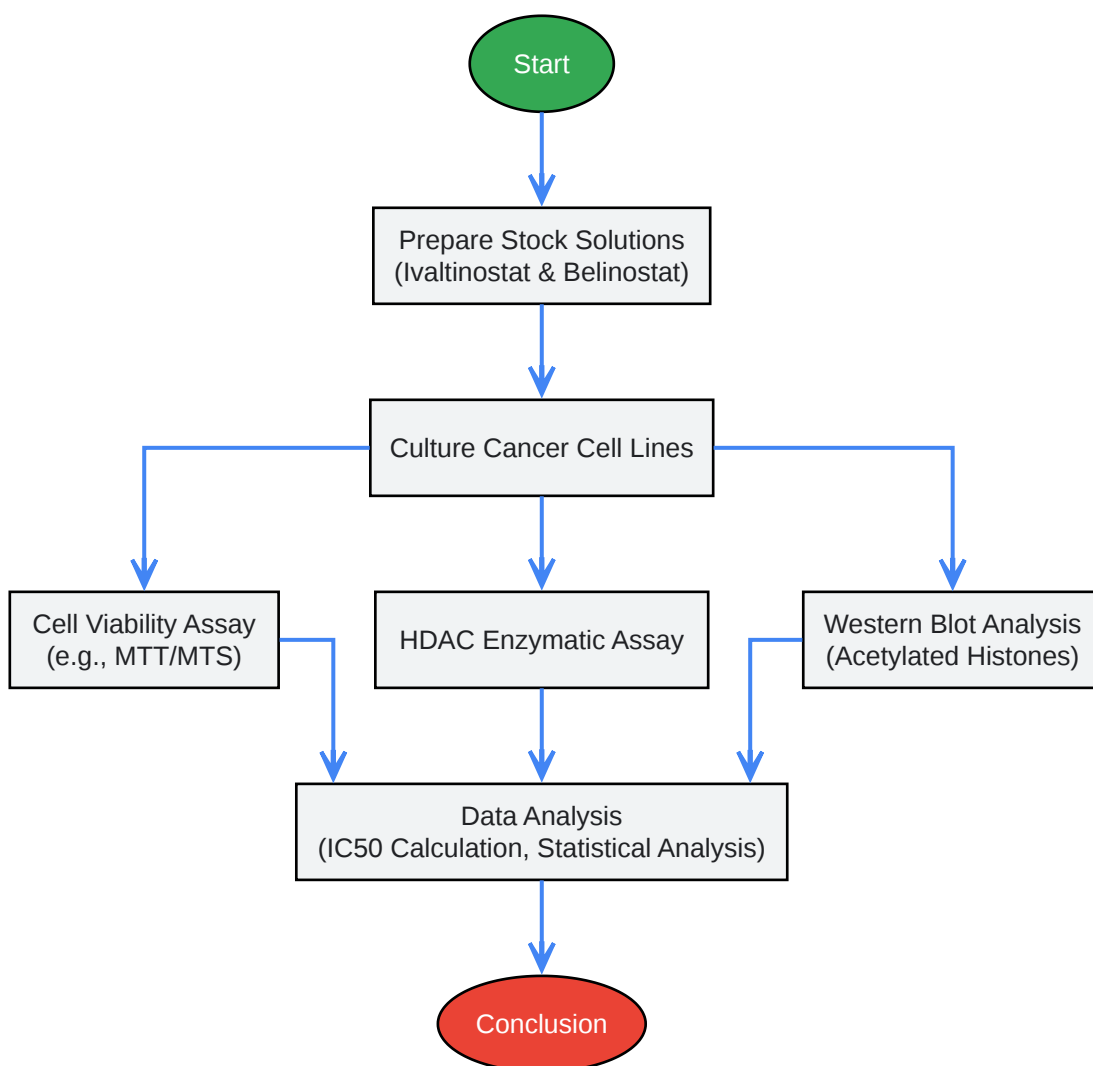 Start
Prepare Stock Solutions
(Ivaltinostat & Belinostat)
Culture Cancer Cell Lines
Cell Viability Assay
(e.g., MTT/MTS)
HDAC Enzymatic Assay
Western Blot Analysis
(Acetylated Histones)
Data Analysis
(IC50 Calculation, Statistical Analysis)
Conclusion